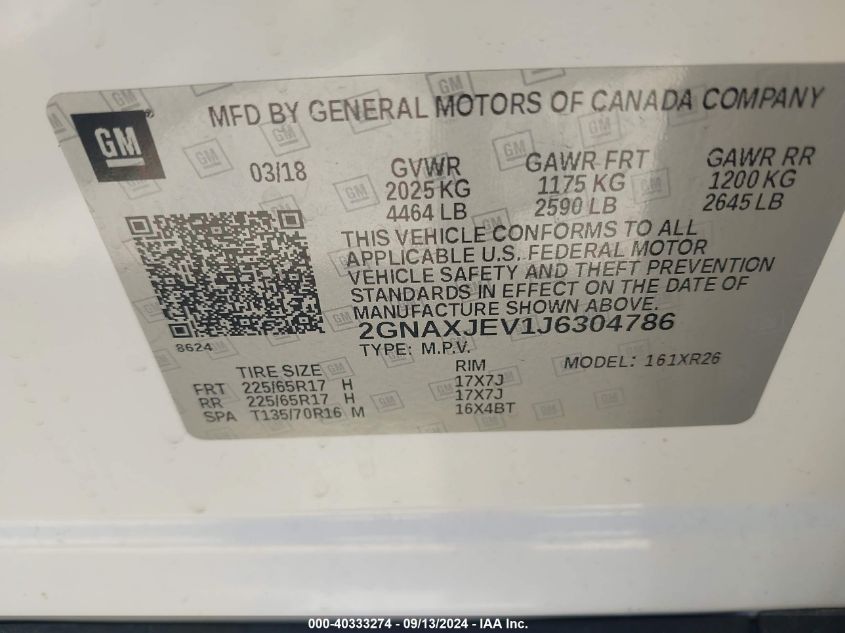 GM
MFD BY GENERAL MOTORS OF CANADA COMPANY
03/18
GVWR
2025 KG
4464 LB
GAWR FRT
1175 KG
2590 LB
GAWR RR
1200 KG
2645 LB
THIS VEHICLE CONFORMS TO ALL
APPLICABLE U.S. FEDERAL MOTOR
VEHICLE SAFETY AND THEFT PREVENTION
STANDARDS IN EFFECT ON THE DATE OF
MANUFACTURE SHOWN ABOVE.
2GNAXJEV1J6304786
8624
TYPE: M.P.V.
MODEL: 161XR26
TIRE SIZE RIM
FRT 225/65R17 H 17X7J
RR 225/65R17 H 17X7J
SPA T135/70R16 M 16X4BT
000-40333274 - 09/13/2024 - IAA Inc.